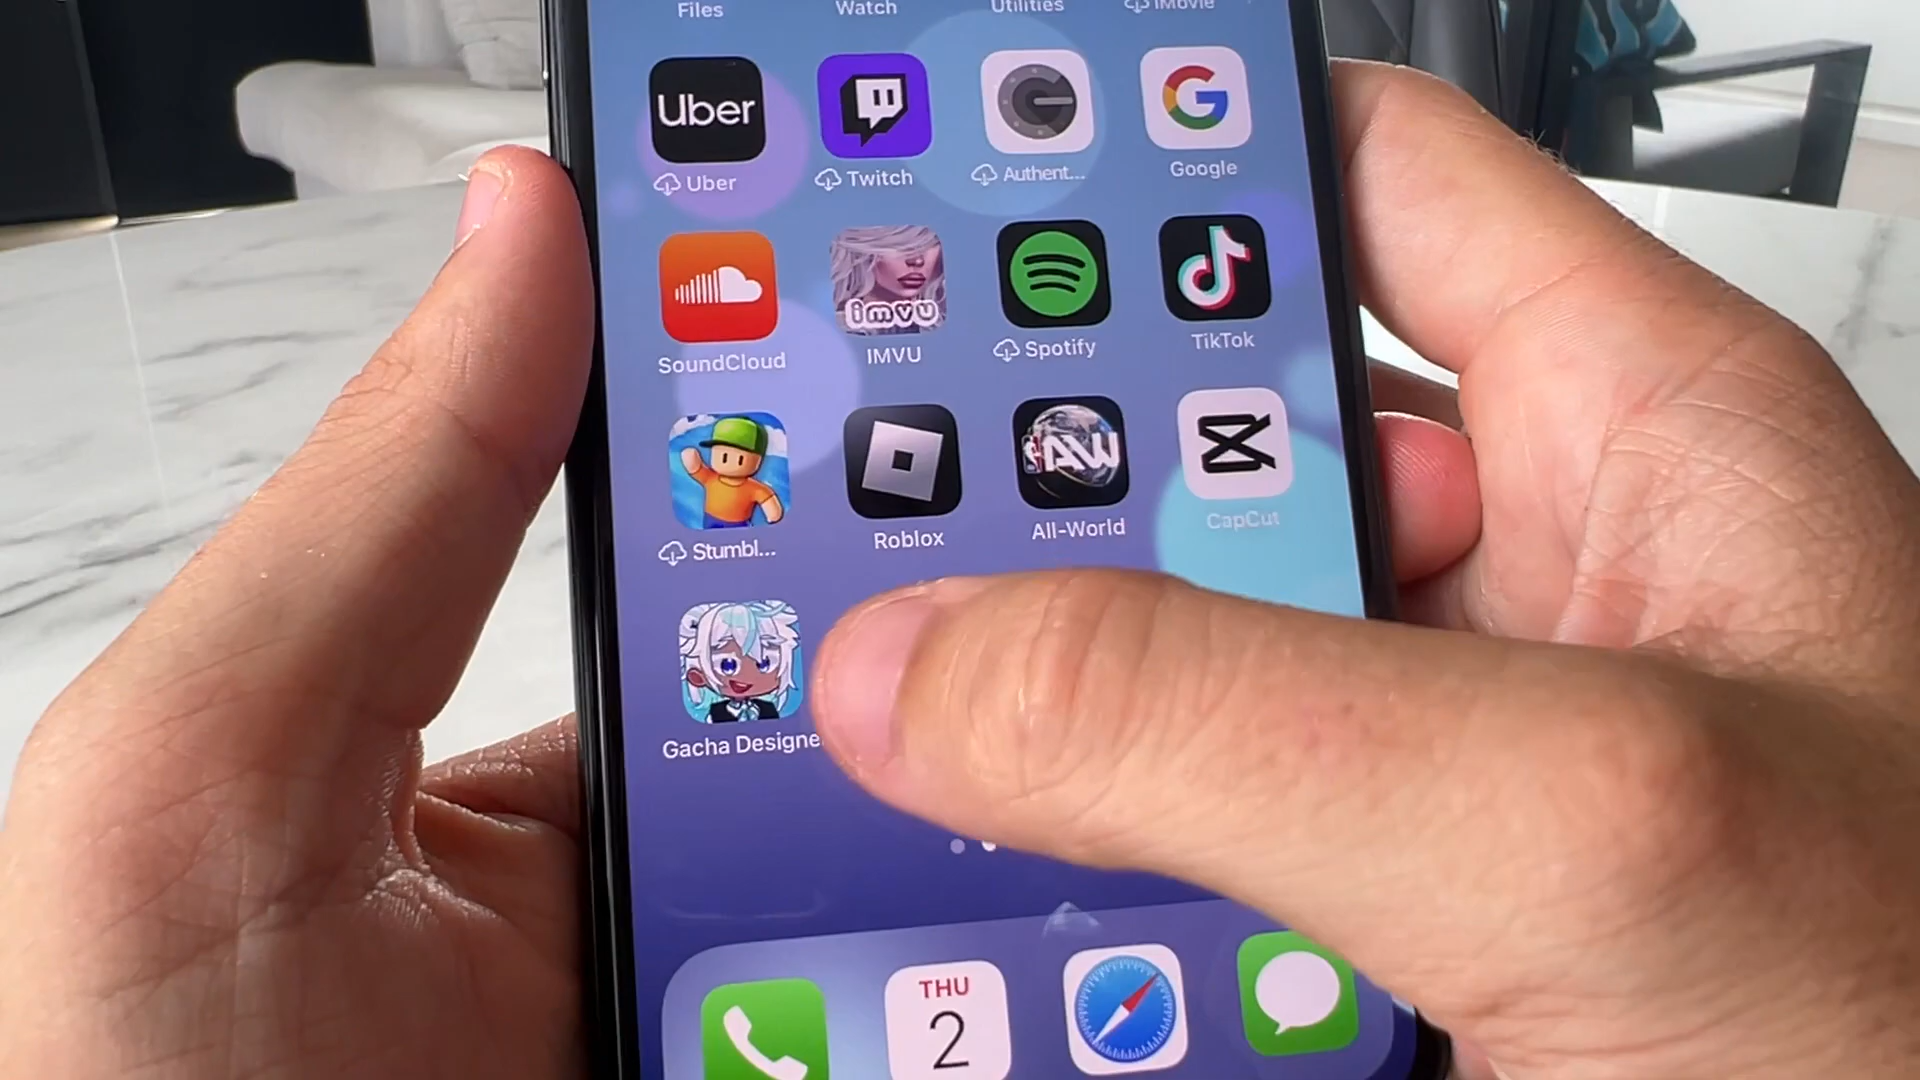 Files Watch Utilities iMovie
Uber
Uber Twitch Authent... Google
imvu
SoundCloud IMVU Spotify TikTok
AW
Stumbl... Roblox All-World CapCut
Gacha Designe
THU
2